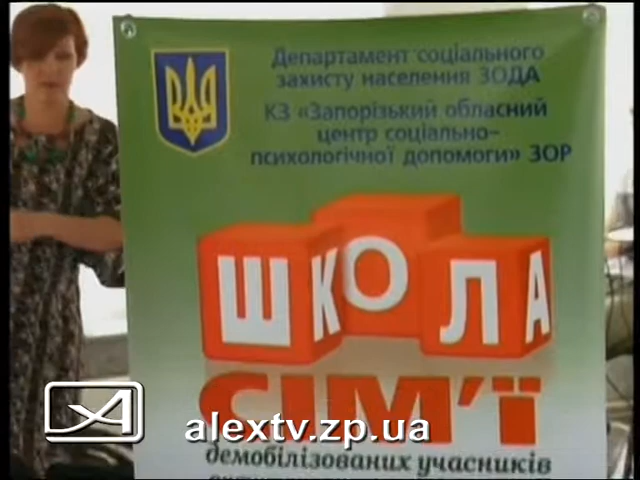 Департамент соціального
захисту населення ЗОДА
КЗ «Запорізький обласний
центр соціально-
психологічної допомоги» ЗОР
ШКОЛА
СІМ'Ї
alextv.zp.ua
демобілізованих учасників